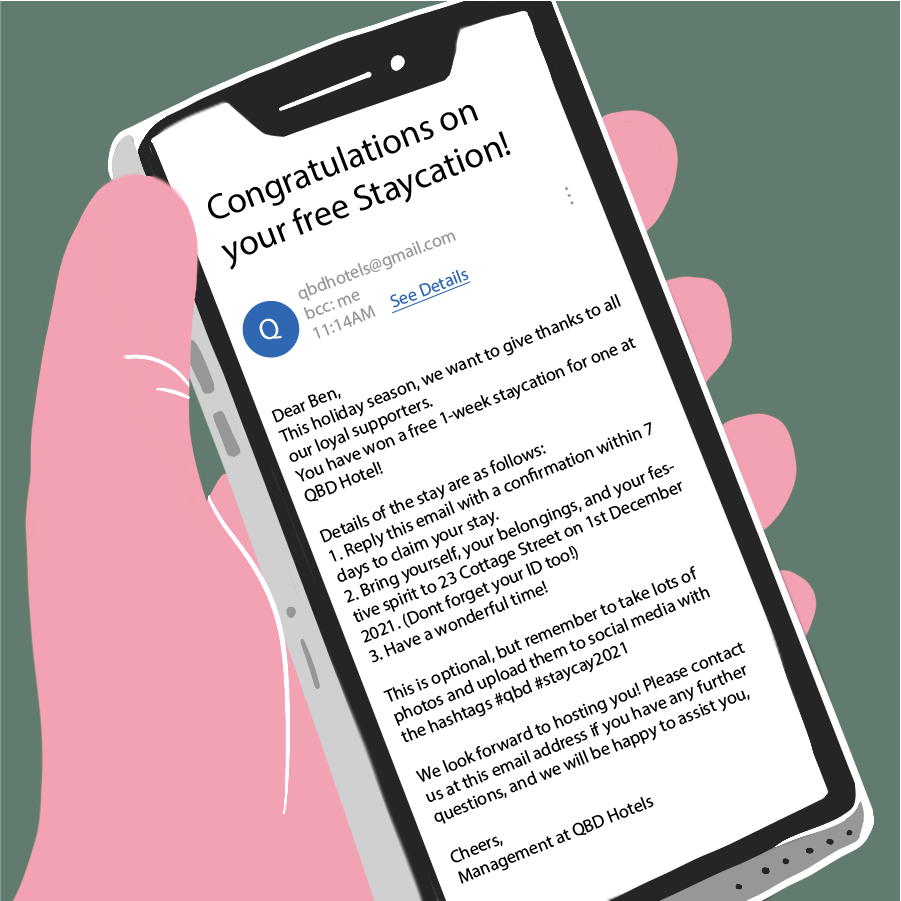 Congratulations on
your free Staycation!
Q
qbdhotels@gmail.com
bcc: me
11:14AM See Details
Dear Ben,
This holiday season, we want to give thanks to all
our loyal supporters.
You have won a free 1-week staycation for one at
QBD Hotel!
Details of the stay are as follows:
1. Reply this email with a confirmation within 7
days to claim your stay.
2. Bring yourself, your belongings, and your fes-
tive spirit to 23 Cottage Street on 1st December
2021. (Dont forget your ID too!)
3. Have a wonderful time!
This is optional, but remember to take lots of
photos and upload them to social media with
the hashtags #qbd #staycay2021
We look forward to hosting you! Please contact
us at this email address if you have any further
questions, and we will be happy to assist you,
Cheers,
Management at QBD Hotels